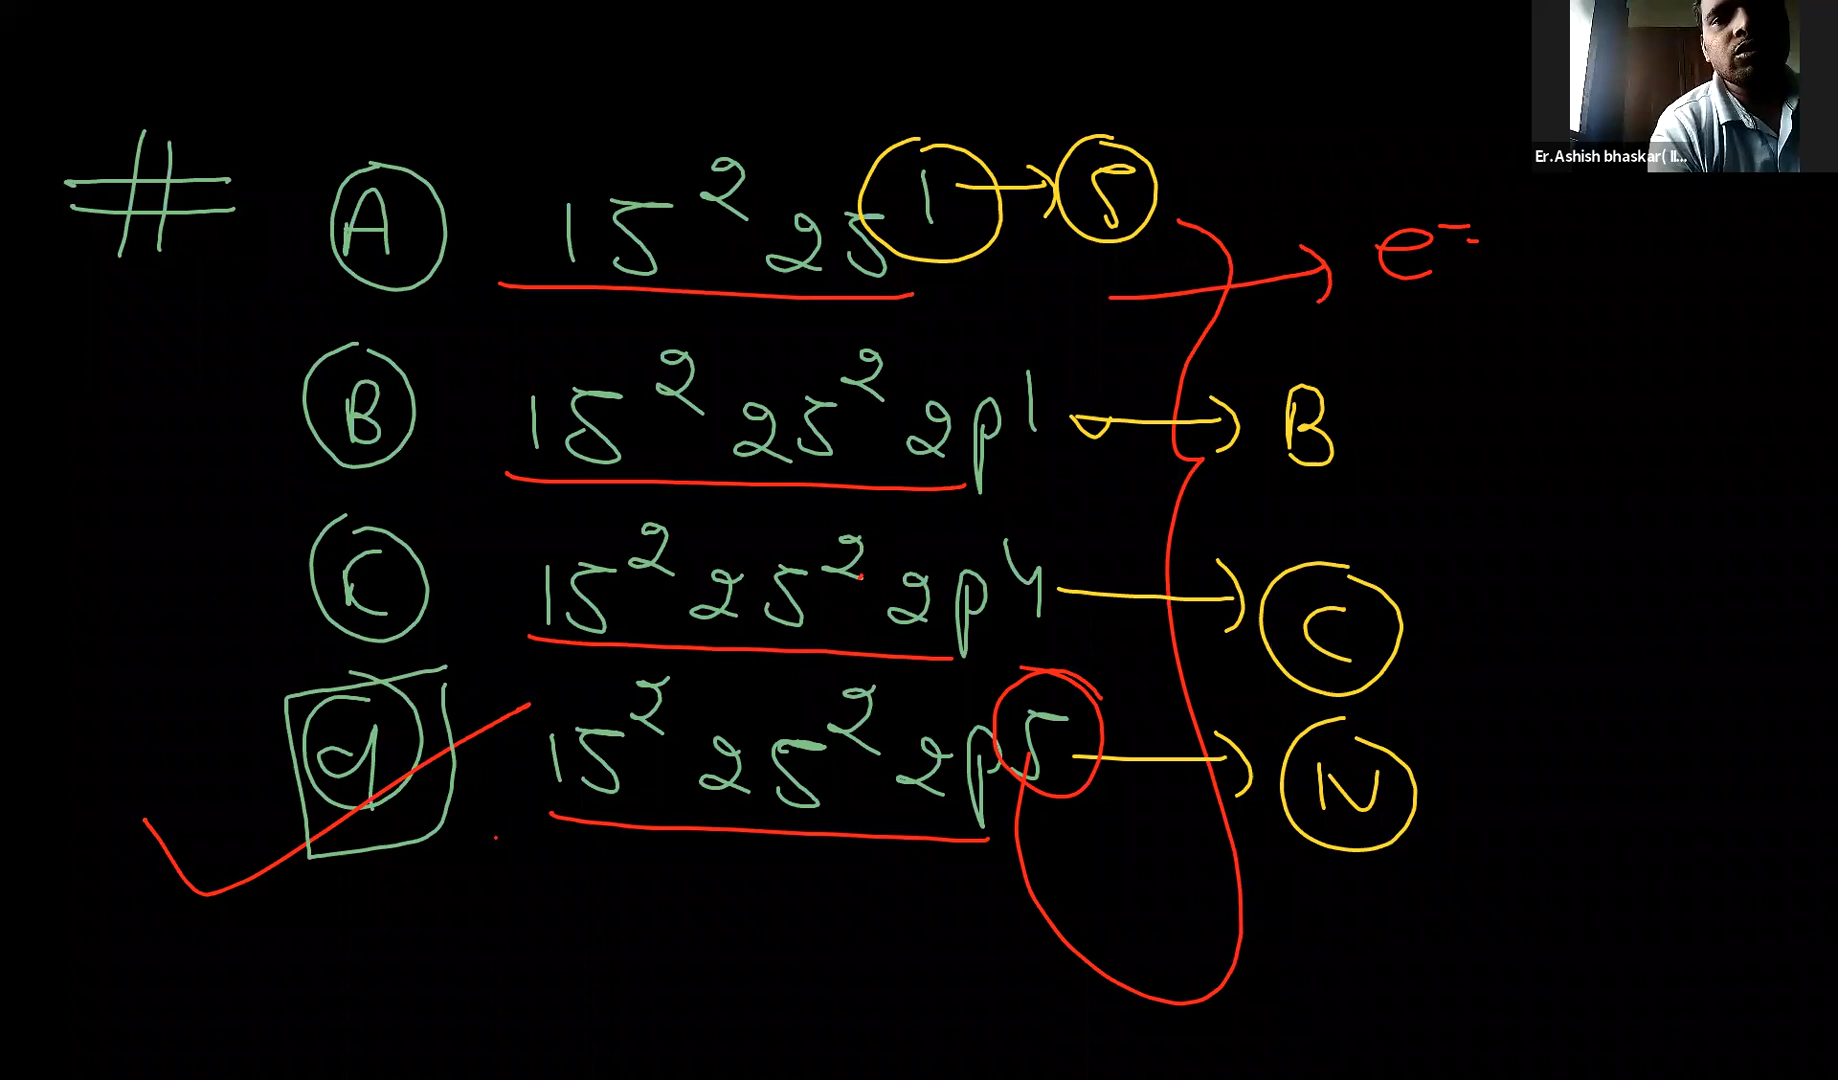 Er.Ashish bhaskar( II...
# A 1s² 2s¹ → s
e⁻
B 1s² 2s² 2p¹ → B
C 1s² 2s² 2p⁴ → C
d 1s² 2s² 2p⁵ → N